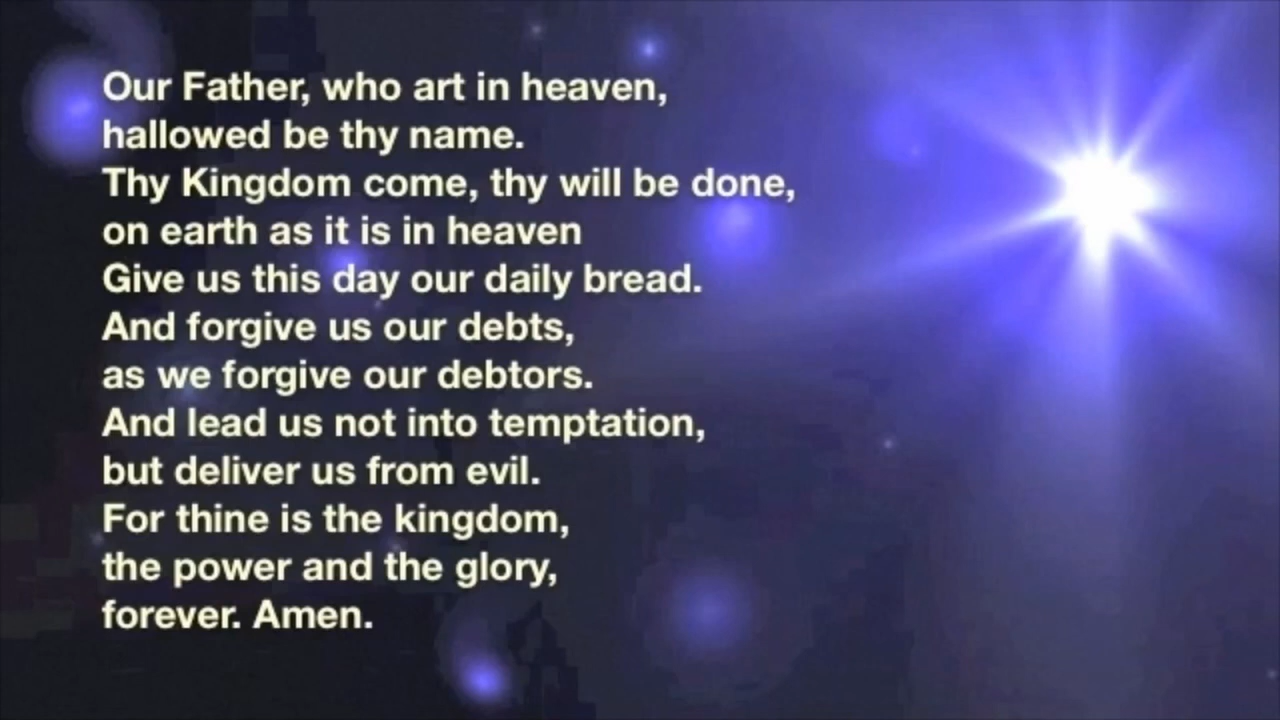 Our Father, who art in heaven,
hallowed be thy name.
Thy Kingdom come, thy will be done,
on earth as it is in heaven
Give us this day our daily bread.
And forgive us our debts,
as we forgive our debtors.
And lead us not into temptation,
but deliver us from evil.
For thine is the kingdom,
the power and the glory,
forever. Amen.